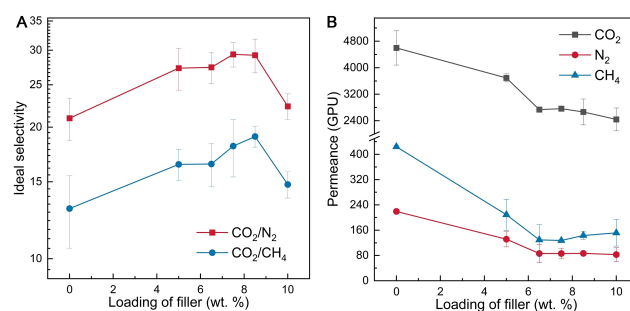 A
Ideal selectivity
35
30
25
20
15
10
CO₂/N₂
CO₂/CH₄
0 2 4 6 8 10
Loading of filler (wt. %)
B
Permeance (GPU)
4800
4000
3200
2400
400
320
240
160
80
0
CO₂
N₂
CH₄
0 2 4 6 8 10
Loading of filler (wt. %)